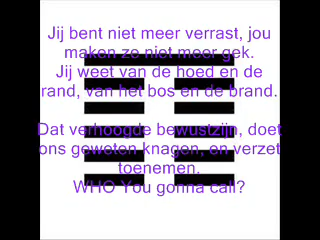 Jij bent niet meer verrast, jou
maken ze niet meer gek.
Jij weet van de hoed en de
rand, van het bos en de brand.
Dat verhoogde bewustzijn, doet
ons geweten knagen, en verzet
toenemen.
WHO You gonna call?